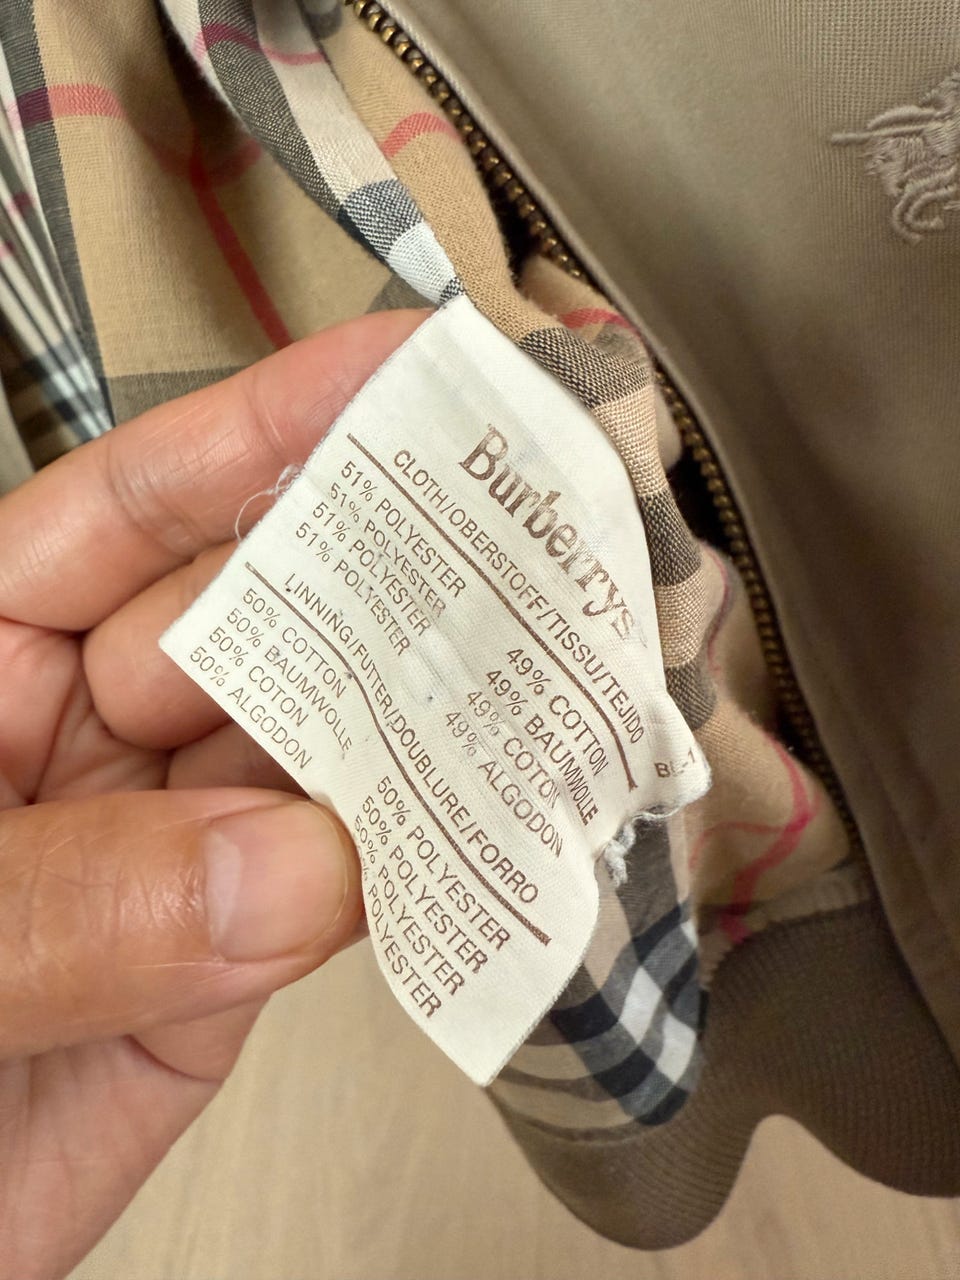 Burberrys
CLOTH/OBERSTOFF/TISSU/TEJIDO
51% POLYESTER 49% COTTON
51% POLYESTER 49% BAUMWOLLE
51% POLYESTER 49% COTON
51% POLYESTER 49% ALGODON
LINNING/FUTTER/DOUBLURE/FORRO
50% COTTON 50% POLYESTER
50% BAUMWOLLE 50% POLYESTER
50% COTON 50% POLYESTER
50% ALGODON POLYESTER